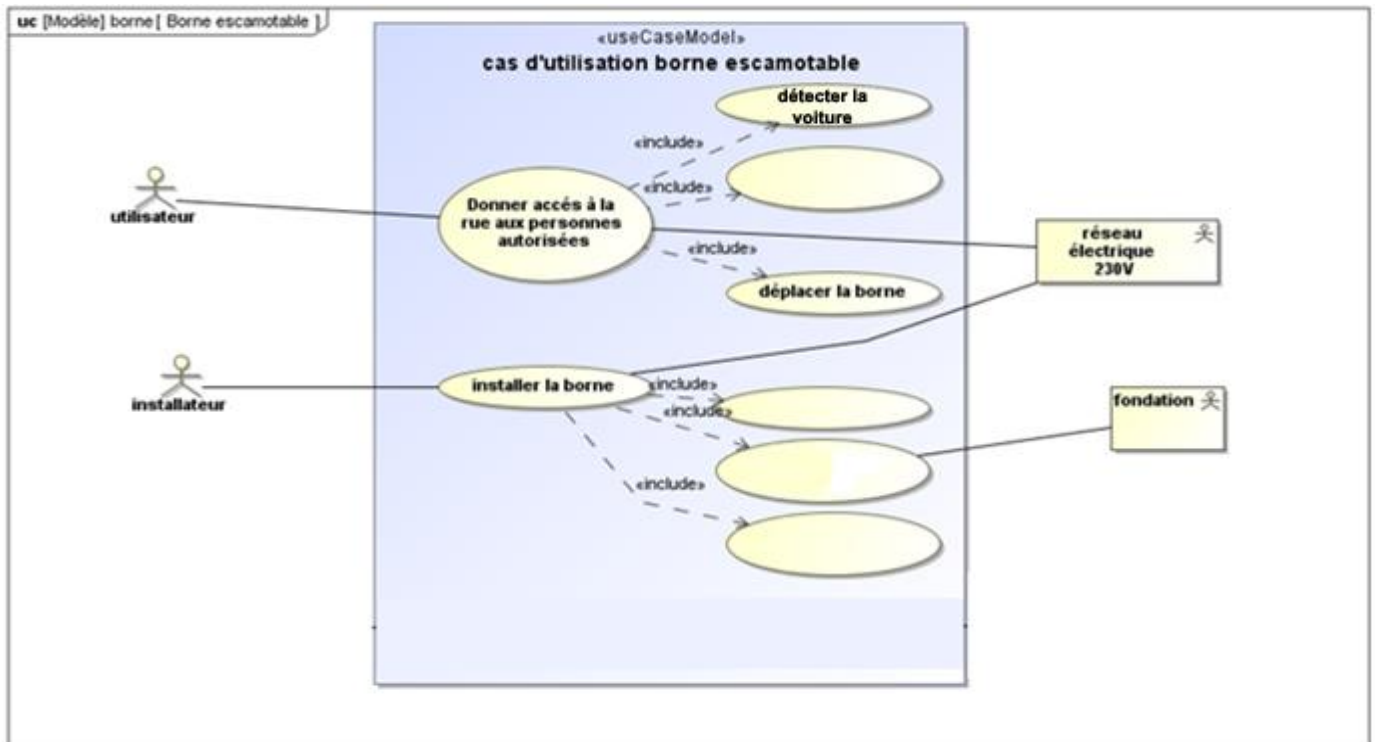 uc [Modèle] borne [ Borne escamotable ]
«useCaseModel»
cas d'utilisation borne escamotable
détecter la
voiture
«include»
«include»
utilisateur
Donner accés à la
rue aux personnes
autorisées
«include»
réseau
électrique
230V
déplacer la borne
installer la borne
«include»
«include»
installateur
fondation
«include»